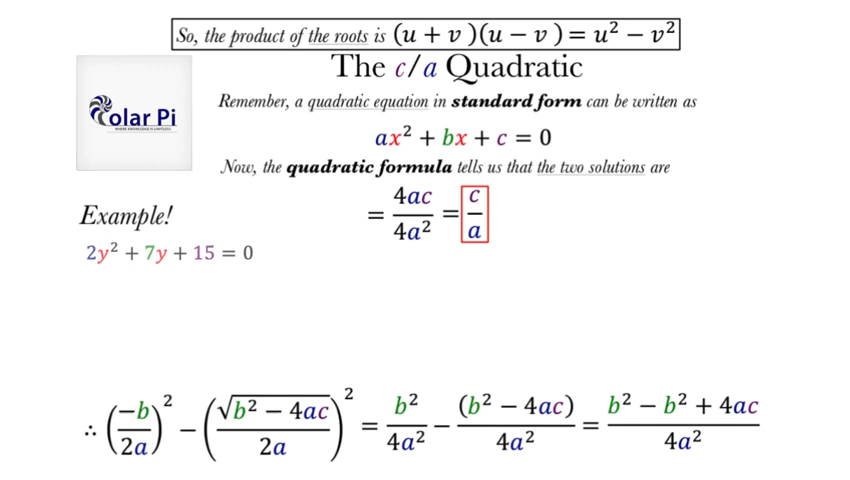 So, the product of the roots is (u + v )(u − v ) = u² − v²
The c/a Quadratic
olar Pi
Remember, a quadratic equation in standard form can be written as
ax² + bx + c = 0
Now, the quadratic formula tells us that the two solutions are
= 4ac/4a² = c/a
Example!
2y² + 7y + 15 = 0
∴ (−b/2a)² − (√(b² − 4ac)/2a)² = b²/4a² − (b² − 4ac)/4a² = (b² − b² + 4ac)/4a²